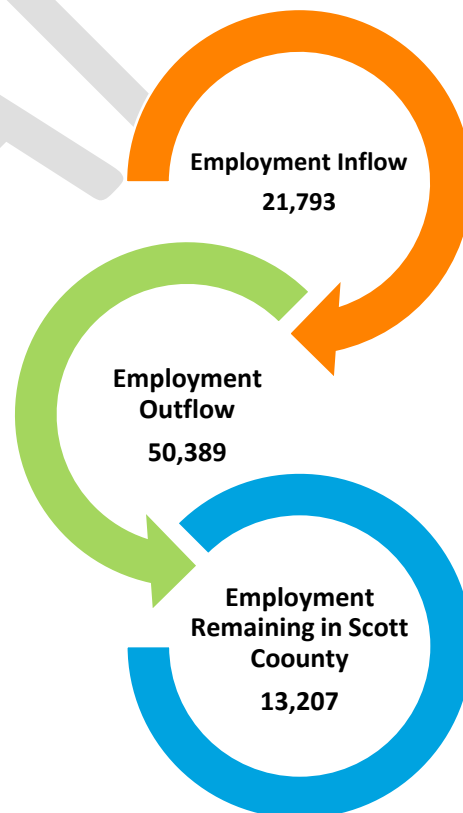 Employment Inflow
21,793
Employment
Outflow
50,389
Employment
Remaining in Scott
Coounty
13,207